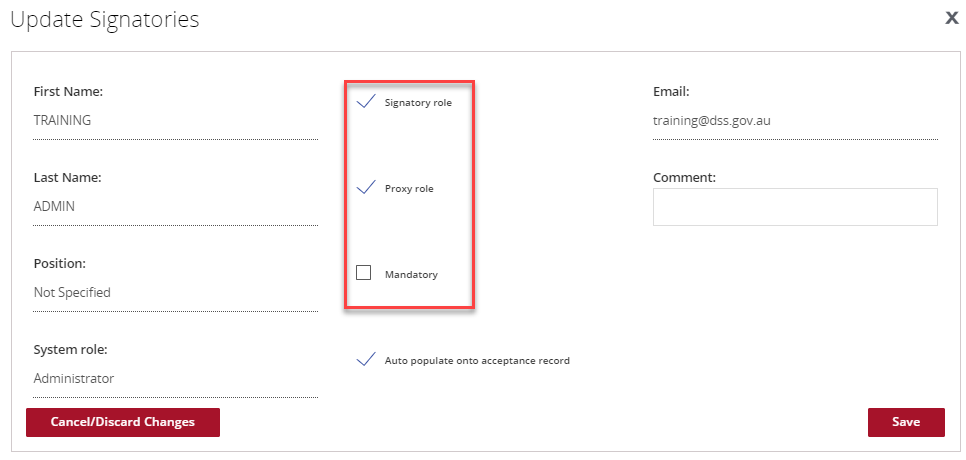 Update Signatories
X
First Name:
TRAINING
Signatory role
Email:
training@dss.gov.au
Last Name:
ADMIN
Proxy role
Comment:
Position:
Not Specified
Mandatory
System role:
Administrator
Auto populate onto acceptance record
Cancel/Discard Changes
Save